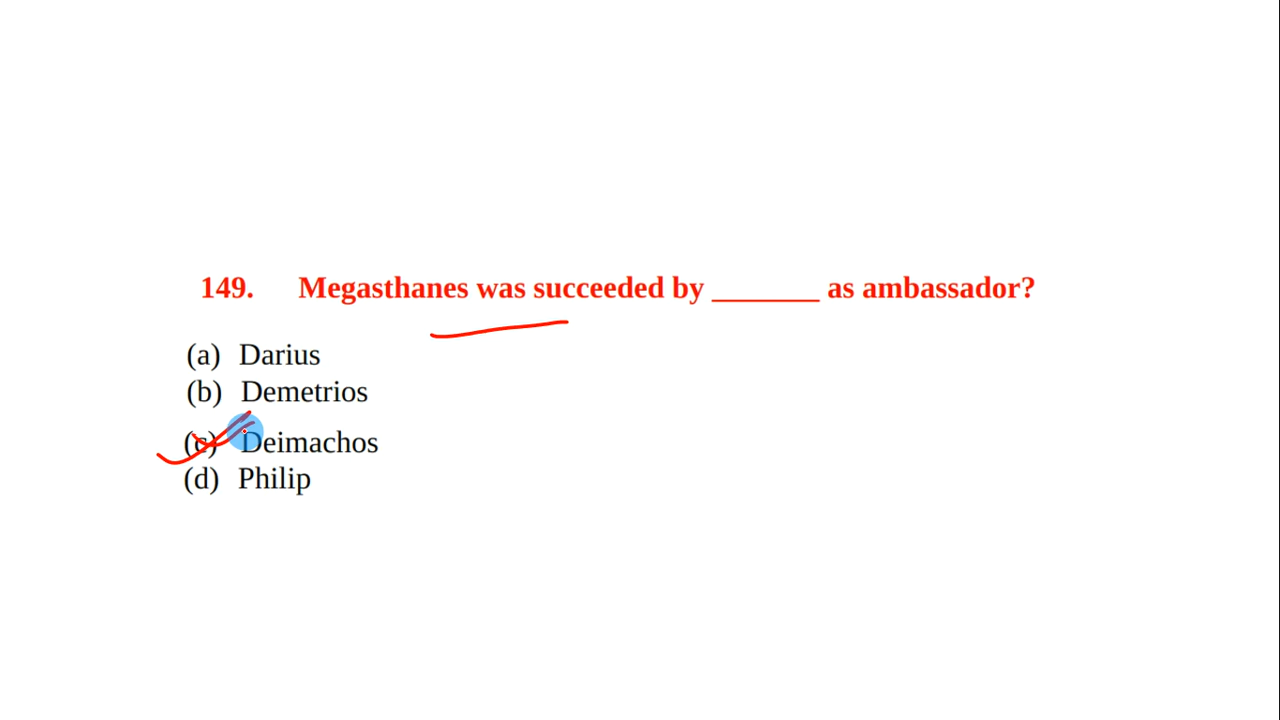 149. Megasthanes was succeeded by _______ as ambassador?
(a) Darius
(b) Demetrios
(c) Deimachos
(d) Philip